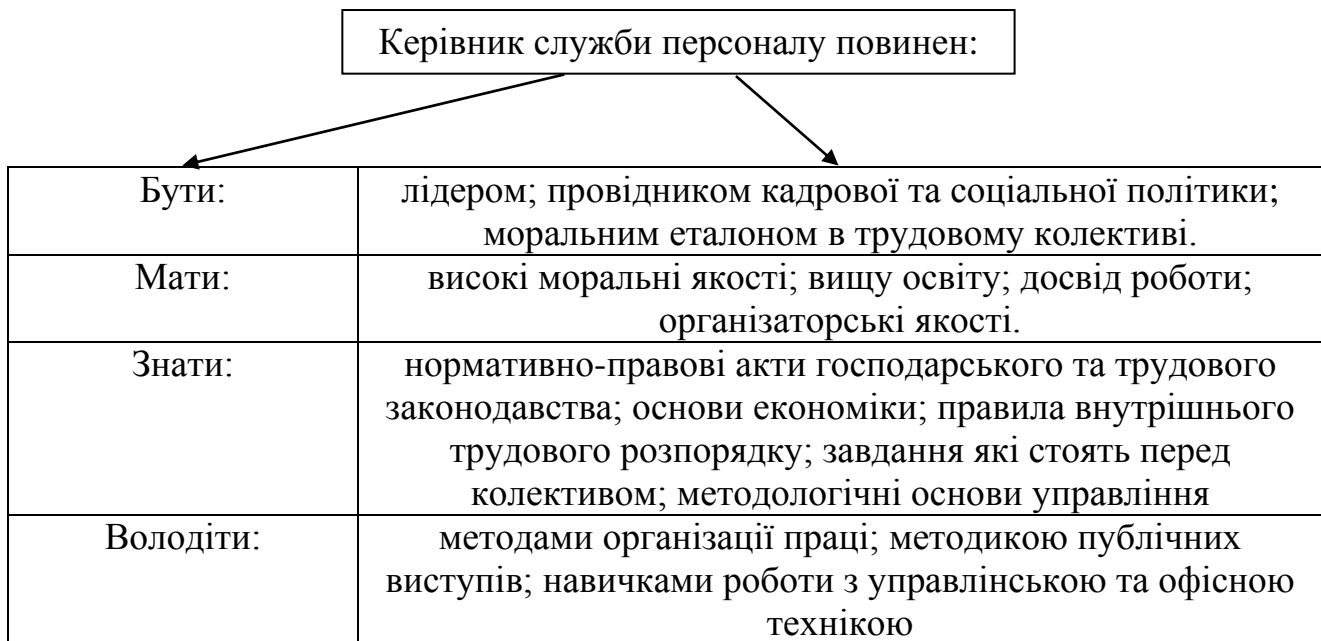 Керівник служби персоналу повинен:
Бути:
лідером; провідником кадрової та соціальної політики;
моральним еталоном в трудовому колективі.
Мати:
високі моральні якості; вищу освіту; досвід роботи;
організаторські якості.
Знати:
нормативно-правові акти господарського та трудового
законодавства; основи економіки; правила внутрішнього
трудового розпорядку; завдання які стоять перед
колективом; методологічні основи управління
Володіти:
методами організації праці; методикою публічних
виступів; навичками роботи з управлінською та офісною
технікою